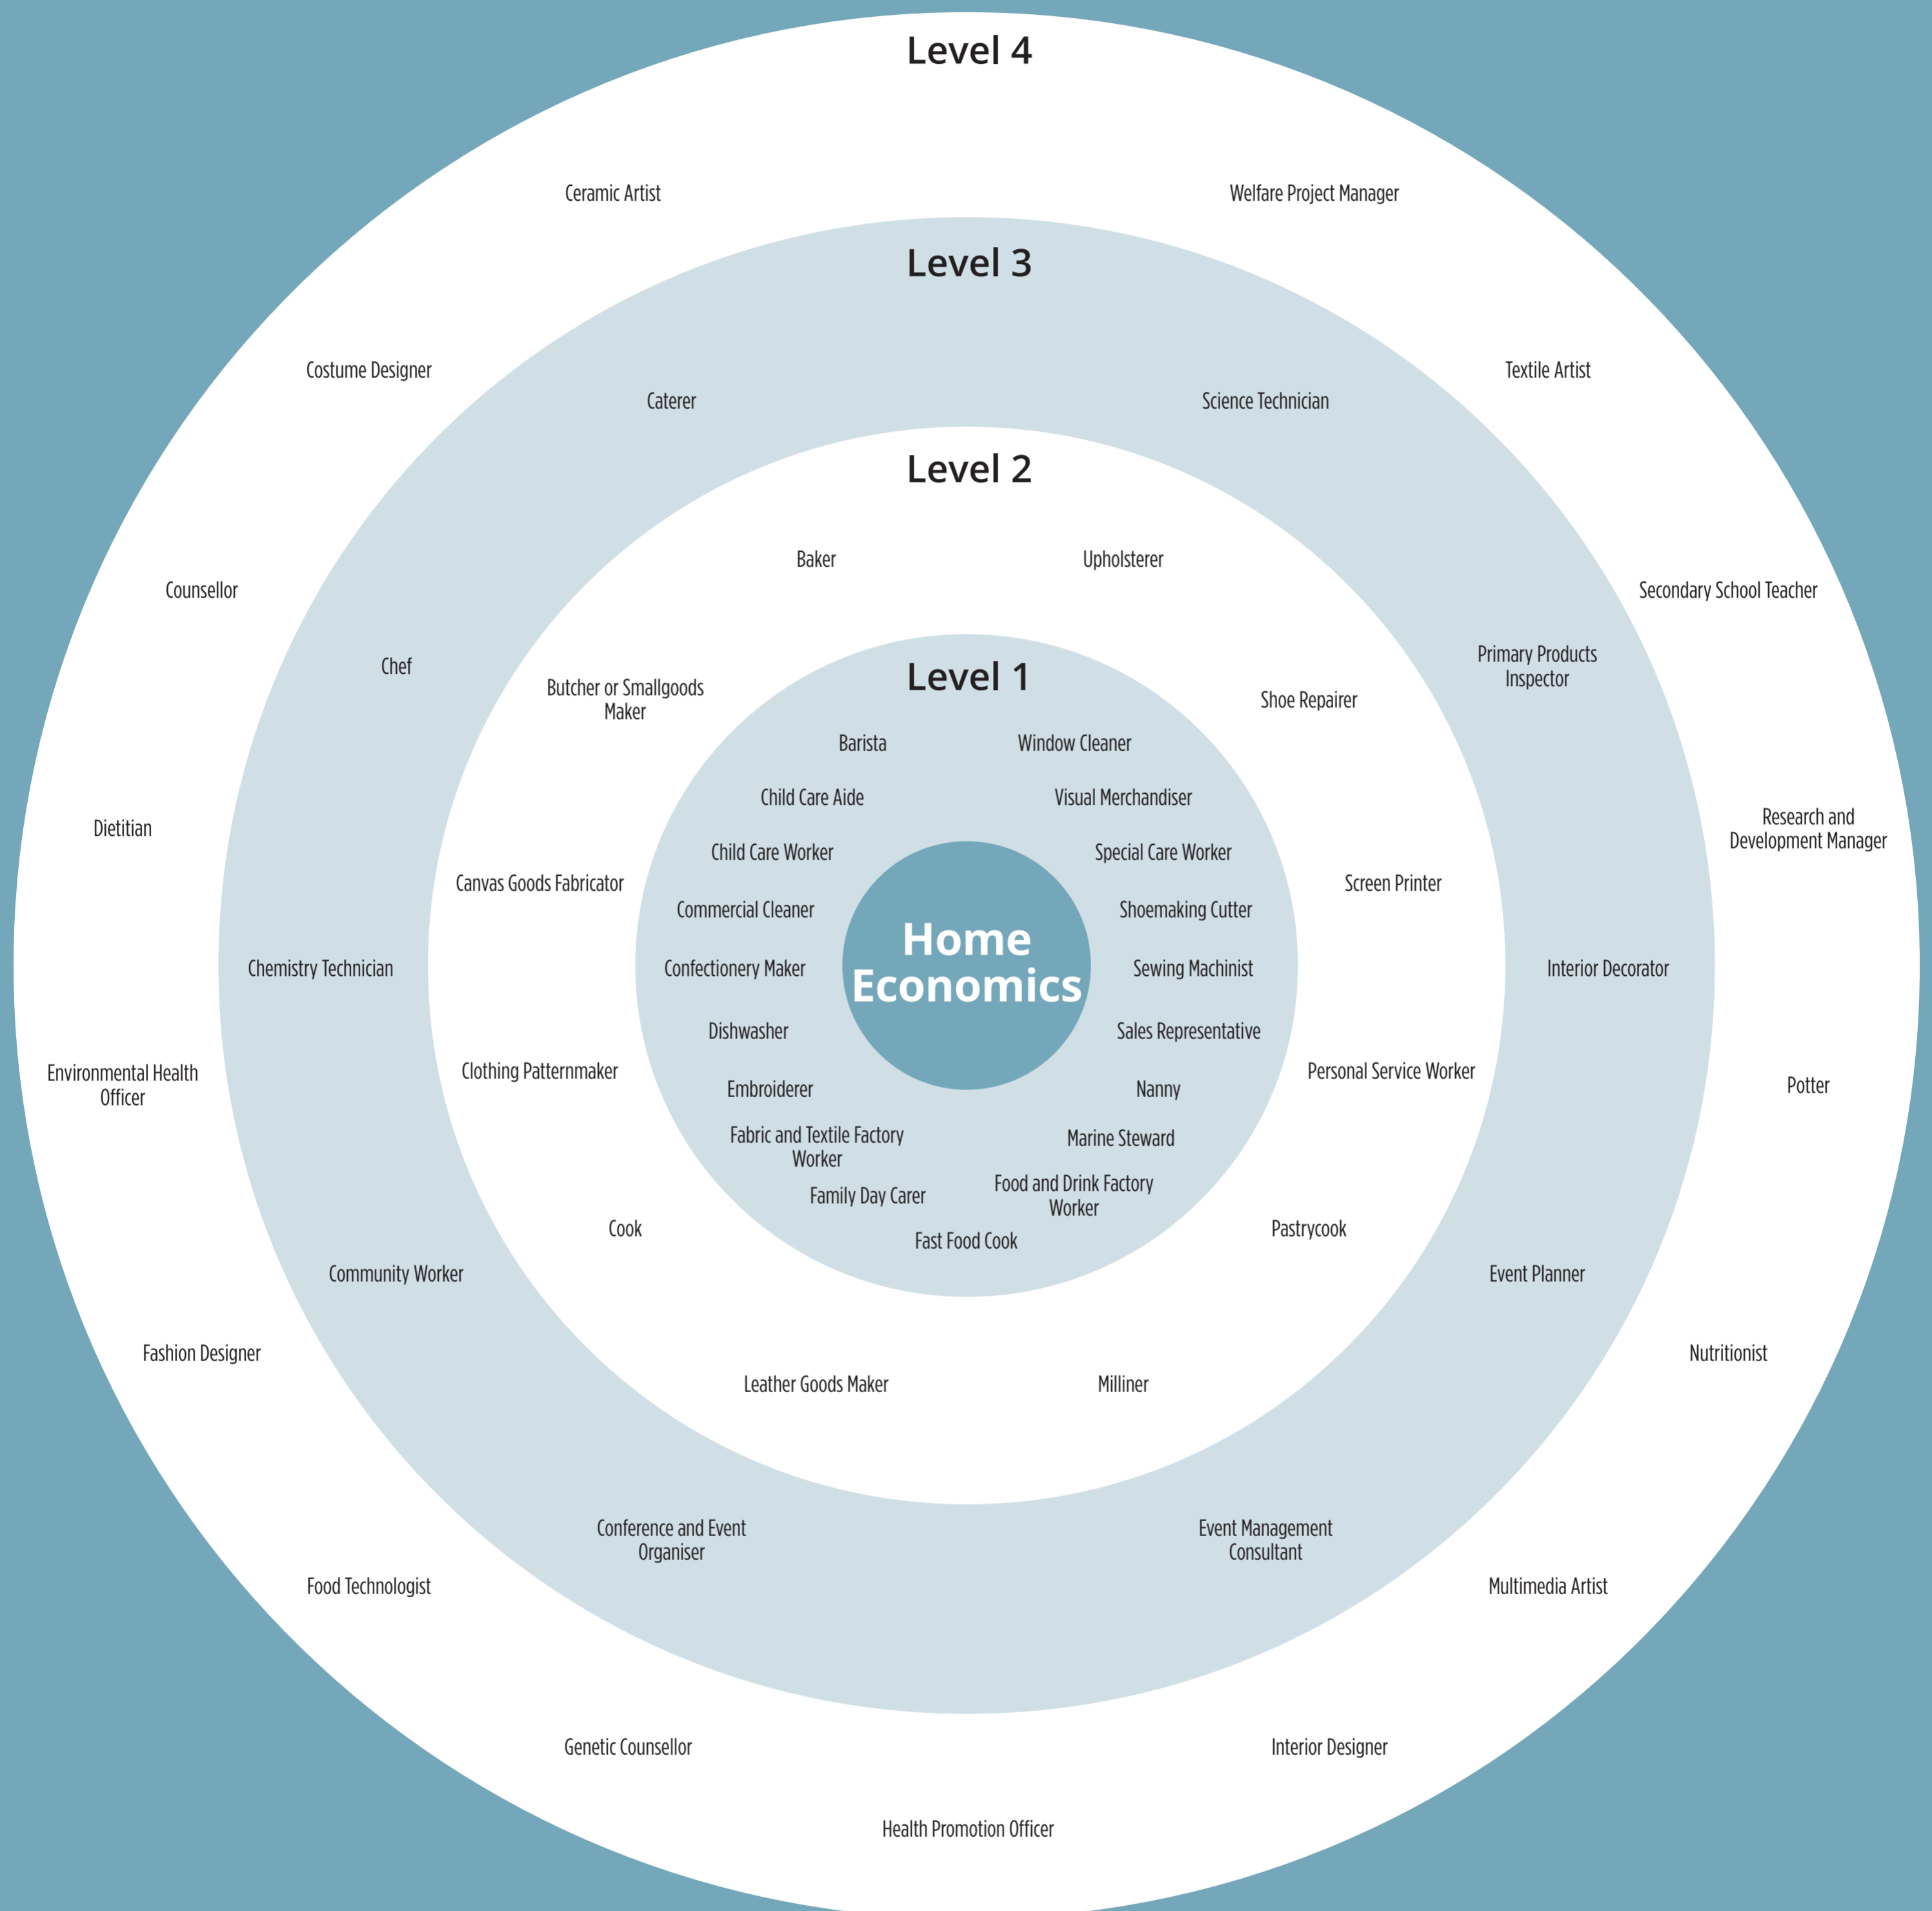 Level 4
Ceramic Artist
Welfare Project Manager
Costume Designer
Textile Artist
Counsellor
Secondary School Teacher
Dietitian
Research and
Development Manager
Environmental Health
Officer
Potter
Fashion Designer
Nutritionist
Food Technologist
Multimedia Artist
Genetic Counsellor
Interior Designer
Health Promotion Officer
Level 3
Caterer
Science Technician
Chef
Primary Products
Inspector
Chemistry Technician
Interior Decorator
Community Worker
Event Planner
Conference and Event
Organiser
Event Management
Consultant
Level 2
Baker
Upholsterer
Butcher or Smallgoods
Maker
Shoe Repairer
Canvas Goods Fabricator
Screen Printer
Clothing Patternmaker
Personal Service Worker
Cook
Pastrycook
Leather Goods Maker
Milliner
Level 1
Barista
Window Cleaner
Child Care Aide
Visual Merchandiser
Child Care Worker
Special Care Worker
Commercial Cleaner
Shoemaking Cutter
Confectionery Maker
Sewing Machinist
Dishwasher
Sales Representative
Embroiderer
Nanny
Fabric and Textile Factory
Worker
Marine Steward
Family Day Carer
Food and Drink Factory
Worker
Fast Food Cook
Home
Economics